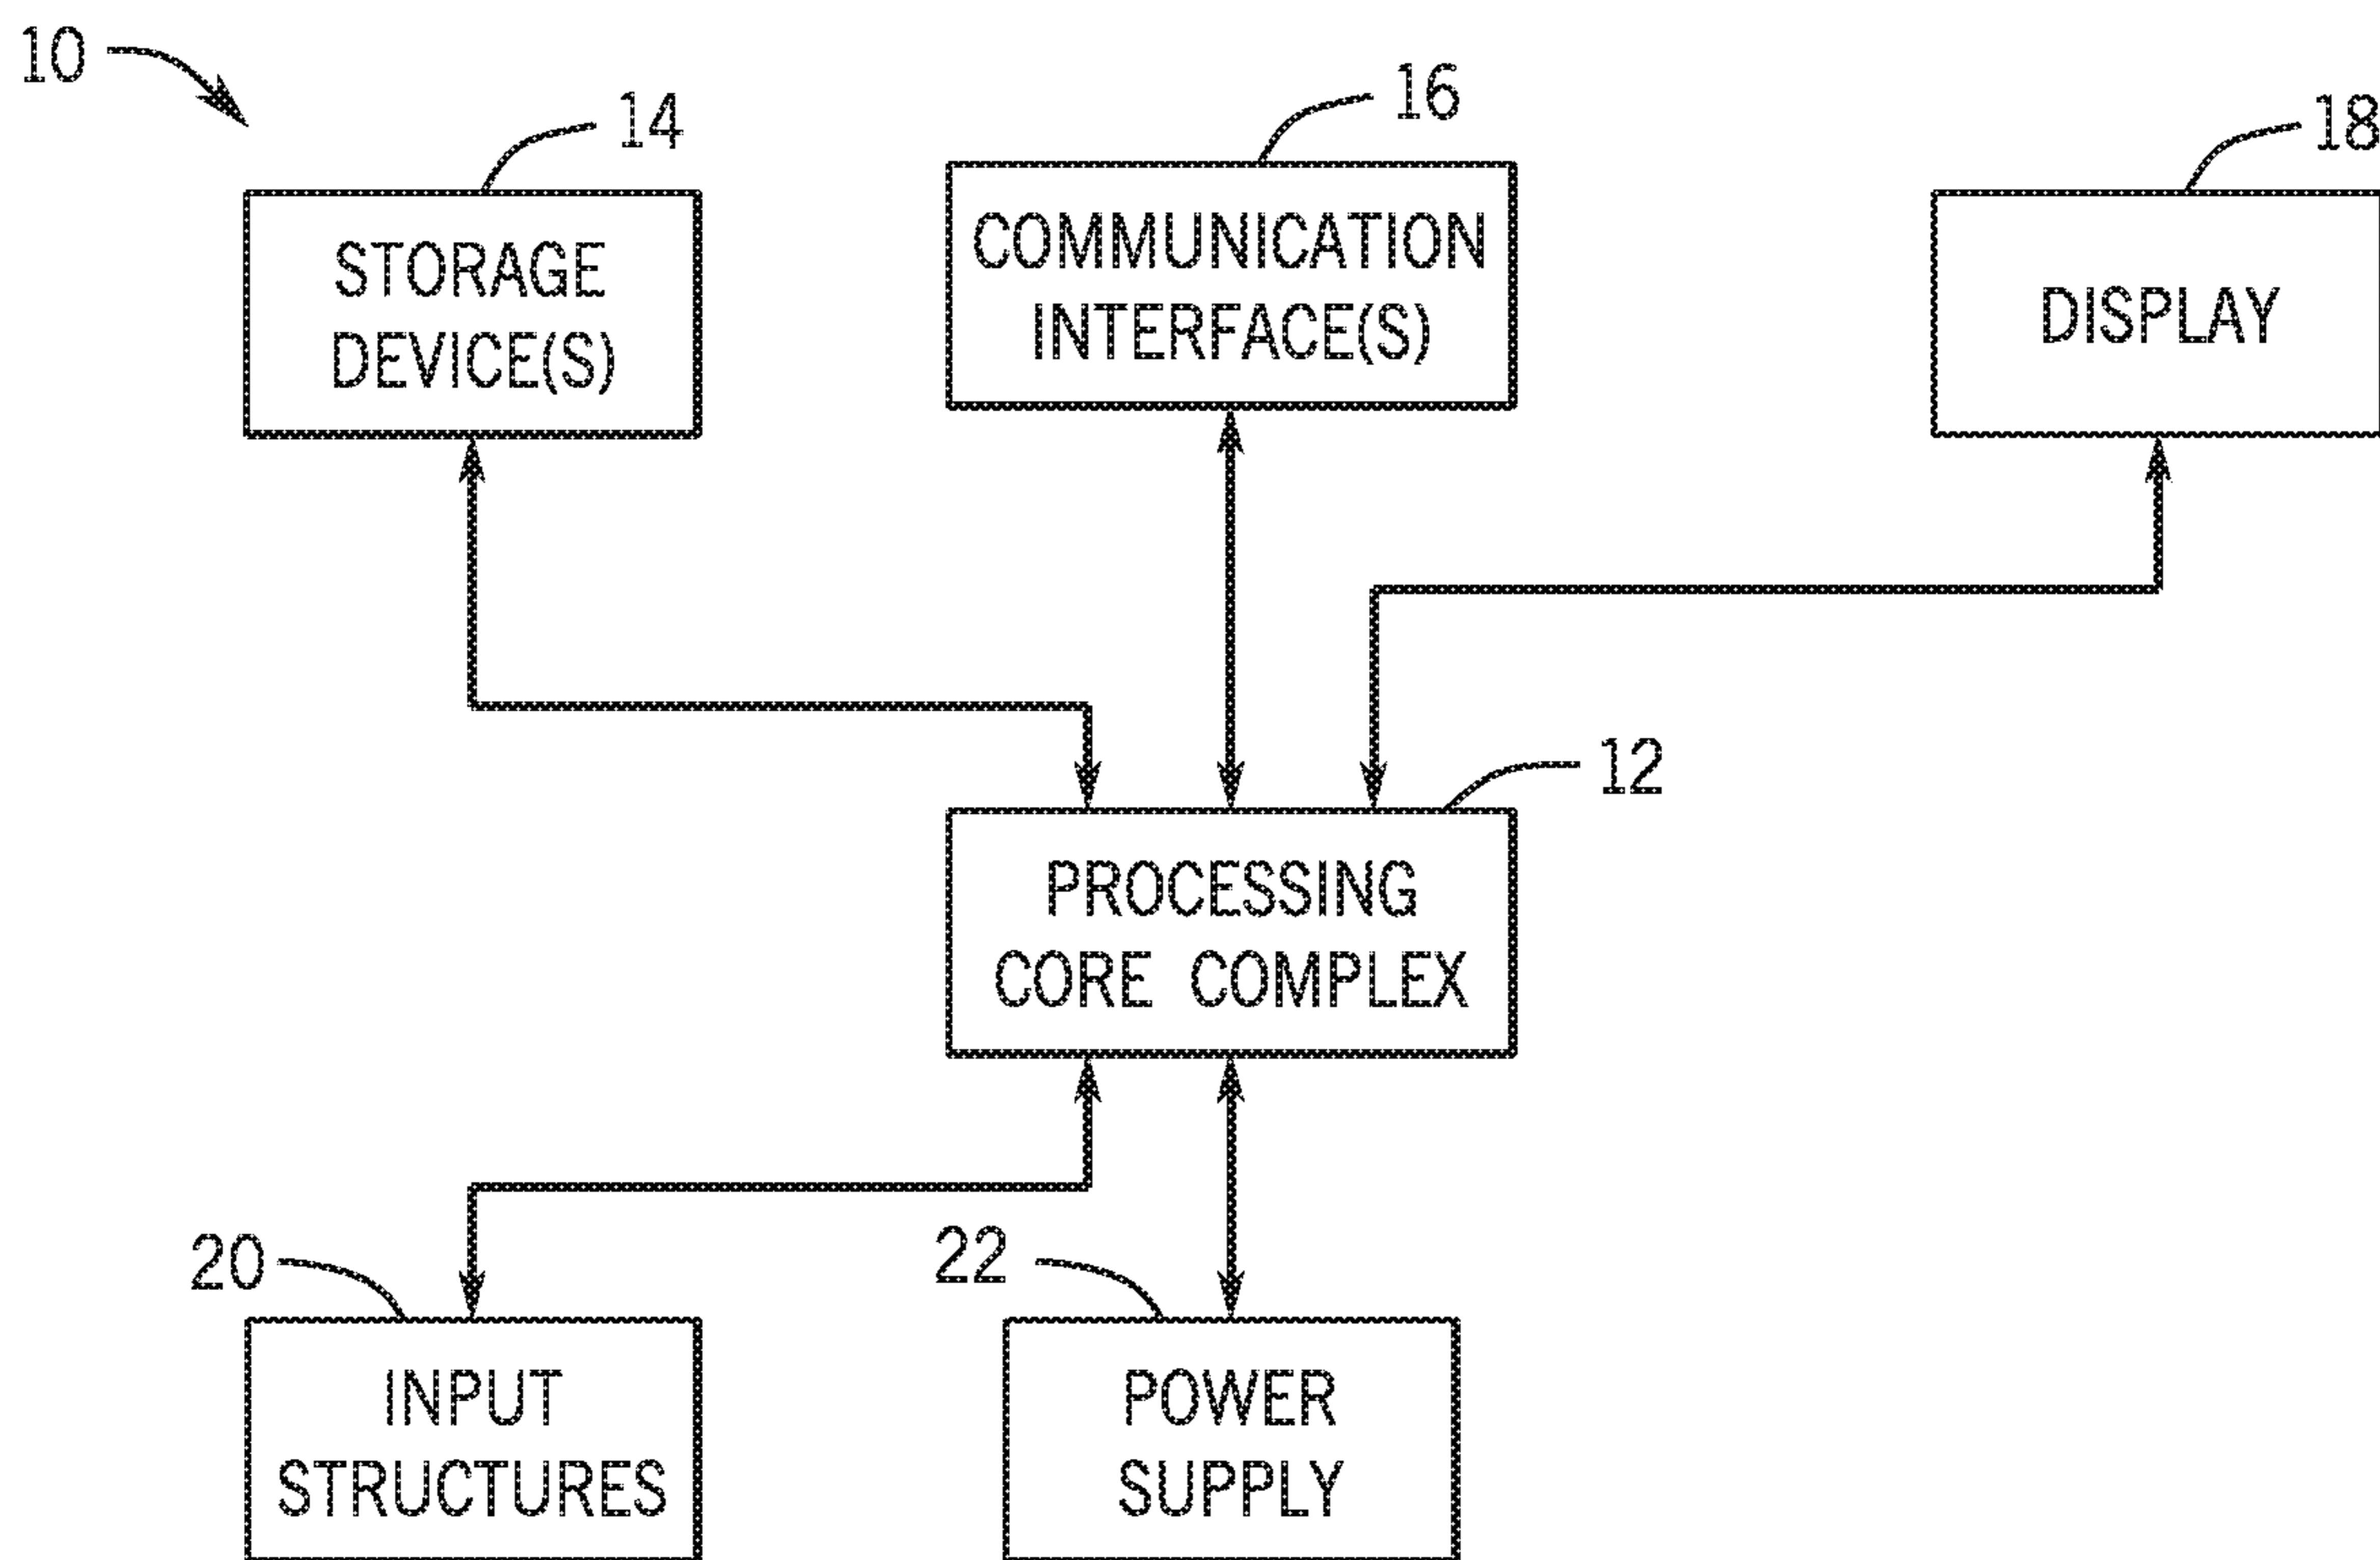 10
14
16
18
STORAGE
DEVICE(S)
COMMUNICATION
INTERFACE(S)
DISPLAY
12
PROCESSING
CORE COMPLEX
20
22
INPUT
STRUCTURES
POWER
SUPPLY